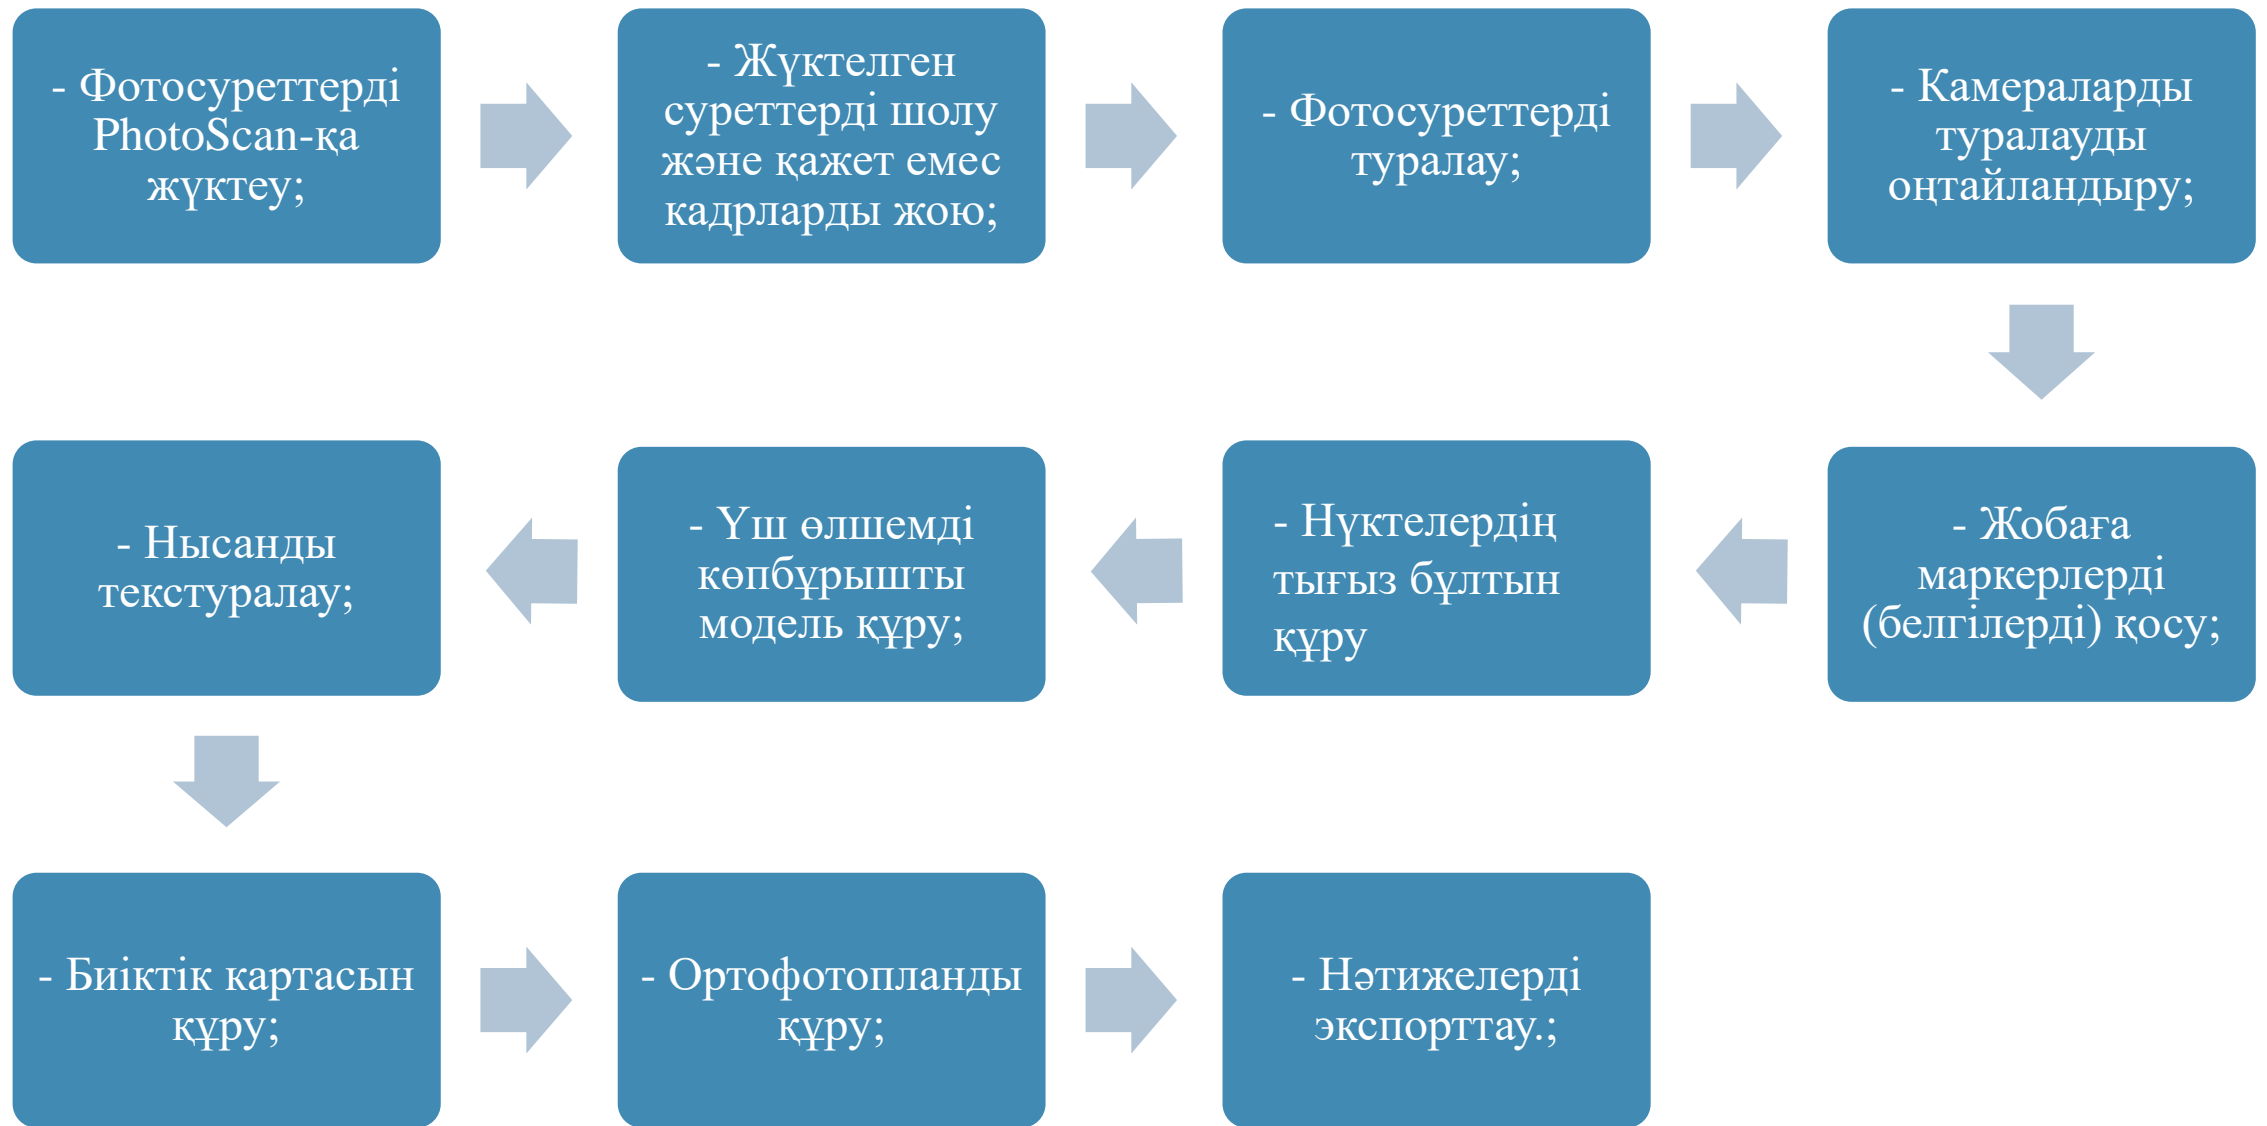 - Фотосуреттерді
PhotoScan-қа
жүктеу;
- Жүктелген
суреттерді шолу
және қажет емес
кадрларды жою;
- Фотосуреттерді
туралау;
- Камераларды
туралауды
оңтайландыру;
- Жобаға
маркерлерді
(белгілерді) қосу;
- Нүктелердің
тығыз бұлтын
құру
- Үш өлшемді
көпбұрышты
модель құру;
- Нысанды
текстуралау;
- Биіктік картасын
құру;
- Ортофотопланды
құру;
- Нәтижелерді
экспорттау.;